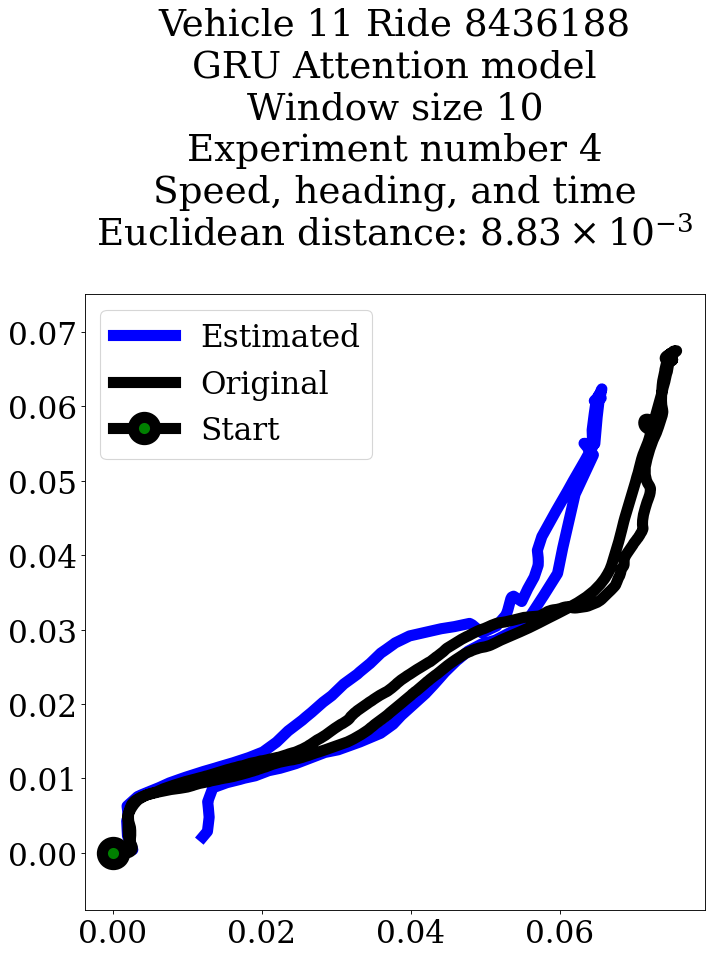 Vehicle 11 Ride 8436188
GRU Attention model
Window size 10
Experiment number 4
Speed, heading, and time
Euclidean distance: 8.83 × 10⁻³
Estimated
Original
Start
0.07
0.06
0.05
0.04
0.03
0.02
0.01
0.00
0.00 0.02 0.04 0.06